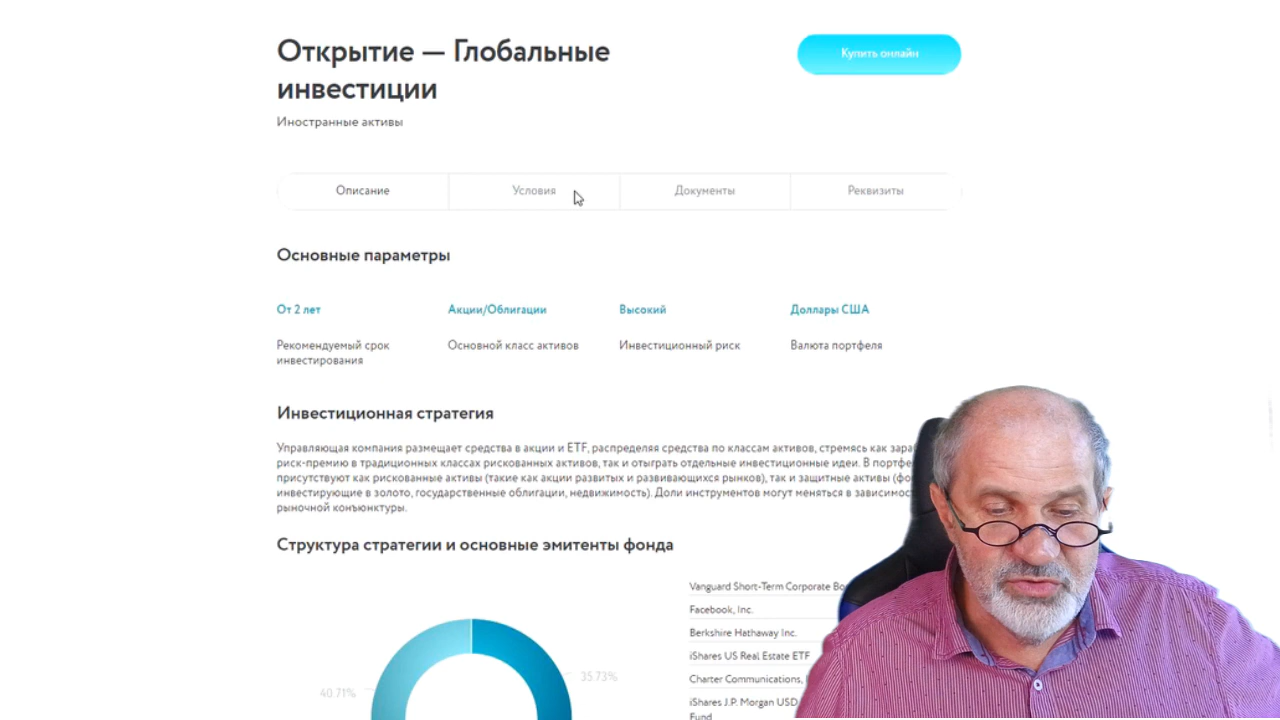 Открытие — Глобальные
инвестиции
Купить онлайн
Иностранные активы
Описание
Условия
Документы
Реквизиты
Основные параметры
От 2 лет
Акции/Облигации
Высокий
Доллары США
Рекомендуемый срок
инвестирования
Основной класс активов
Инвестиционный риск
Валюта портфеля
Инвестиционная стратегия
Управляющая компания размещает средства в акции и ETF, распределяя средства по классам активов, стремясь как
риск-премию в традиционных классах рискованных активов, так и отыграть отдельные инвестиционные идеи. В
присутствуют как рискованные активы (такие как акции развитых и развивающихся рынков), так и защитные активы
инвестирующие в золото, государственные облигации, недвижимость). Доли инструментов могут меняться в
рыночной конъюнктуры.
Структура стратегии и основные эмитенты фонда
Vanguard Short-Term Corporate
Facebook, Inc.
Berkshire Hathaway Inc.
iShares US Real Estate ETF
35.73%
Charter Communications,
40.71%
iShares J.P. Morgan USD
Fund